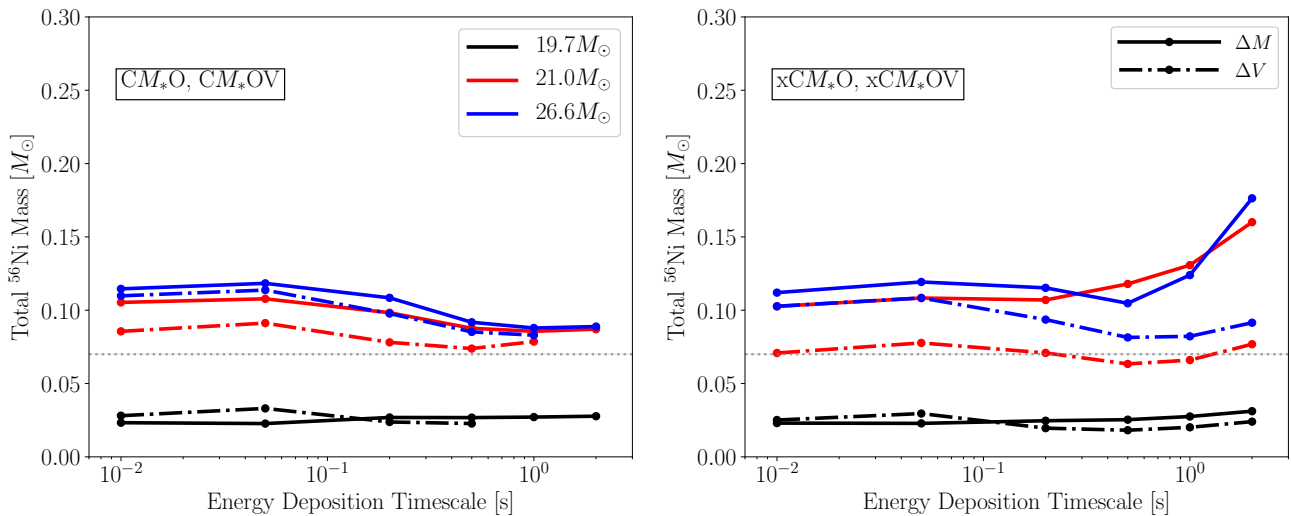 0.30
0.25
0.20
0.15
0.10
0.05
0.00
Total ⁵⁶Ni Mass [M⊙]
CM*O, CM*OV
19.7M⊙
21.0M⊙
26.6M⊙
10⁻²
10⁻¹
10⁰
Energy Deposition Timescale [s]
0.30
0.25
0.20
0.15
0.10
0.05
0.00
Total ⁵⁶Ni Mass [M⊙]
xCM*O, xCM*OV
ΔM
ΔV
10⁻²
10⁻¹
10⁰
Energy Deposition Timescale [s]